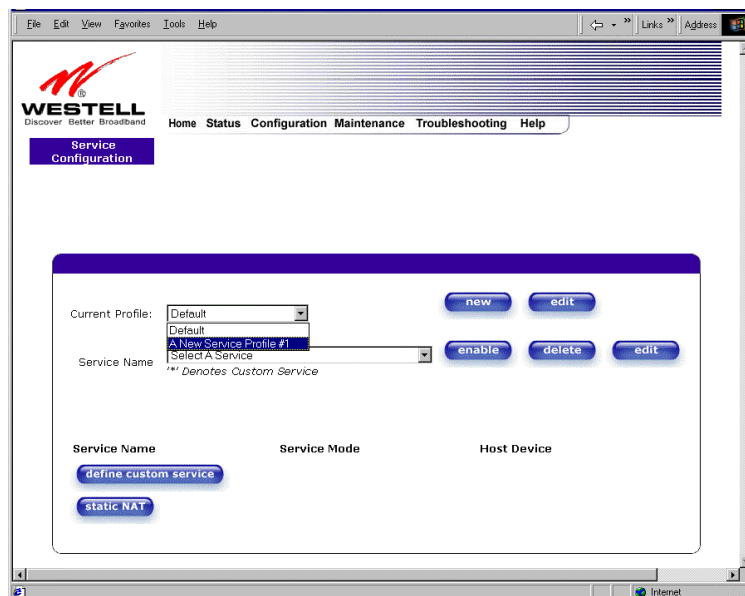 File Edit View Favorites Tools Help
Links » Address
WESTELL
®
Discover Better Broadband
Home Status Configuration Maintenance Troubleshooting Help
Service
Configuration
Current Profile: Default
new edit
Default
A New Service Profile #1
Service Name Select A Service
enable delete edit
'*' Denotes Custom Service
Service Name Service Mode Host Device
define custom service
static NAT
Internet